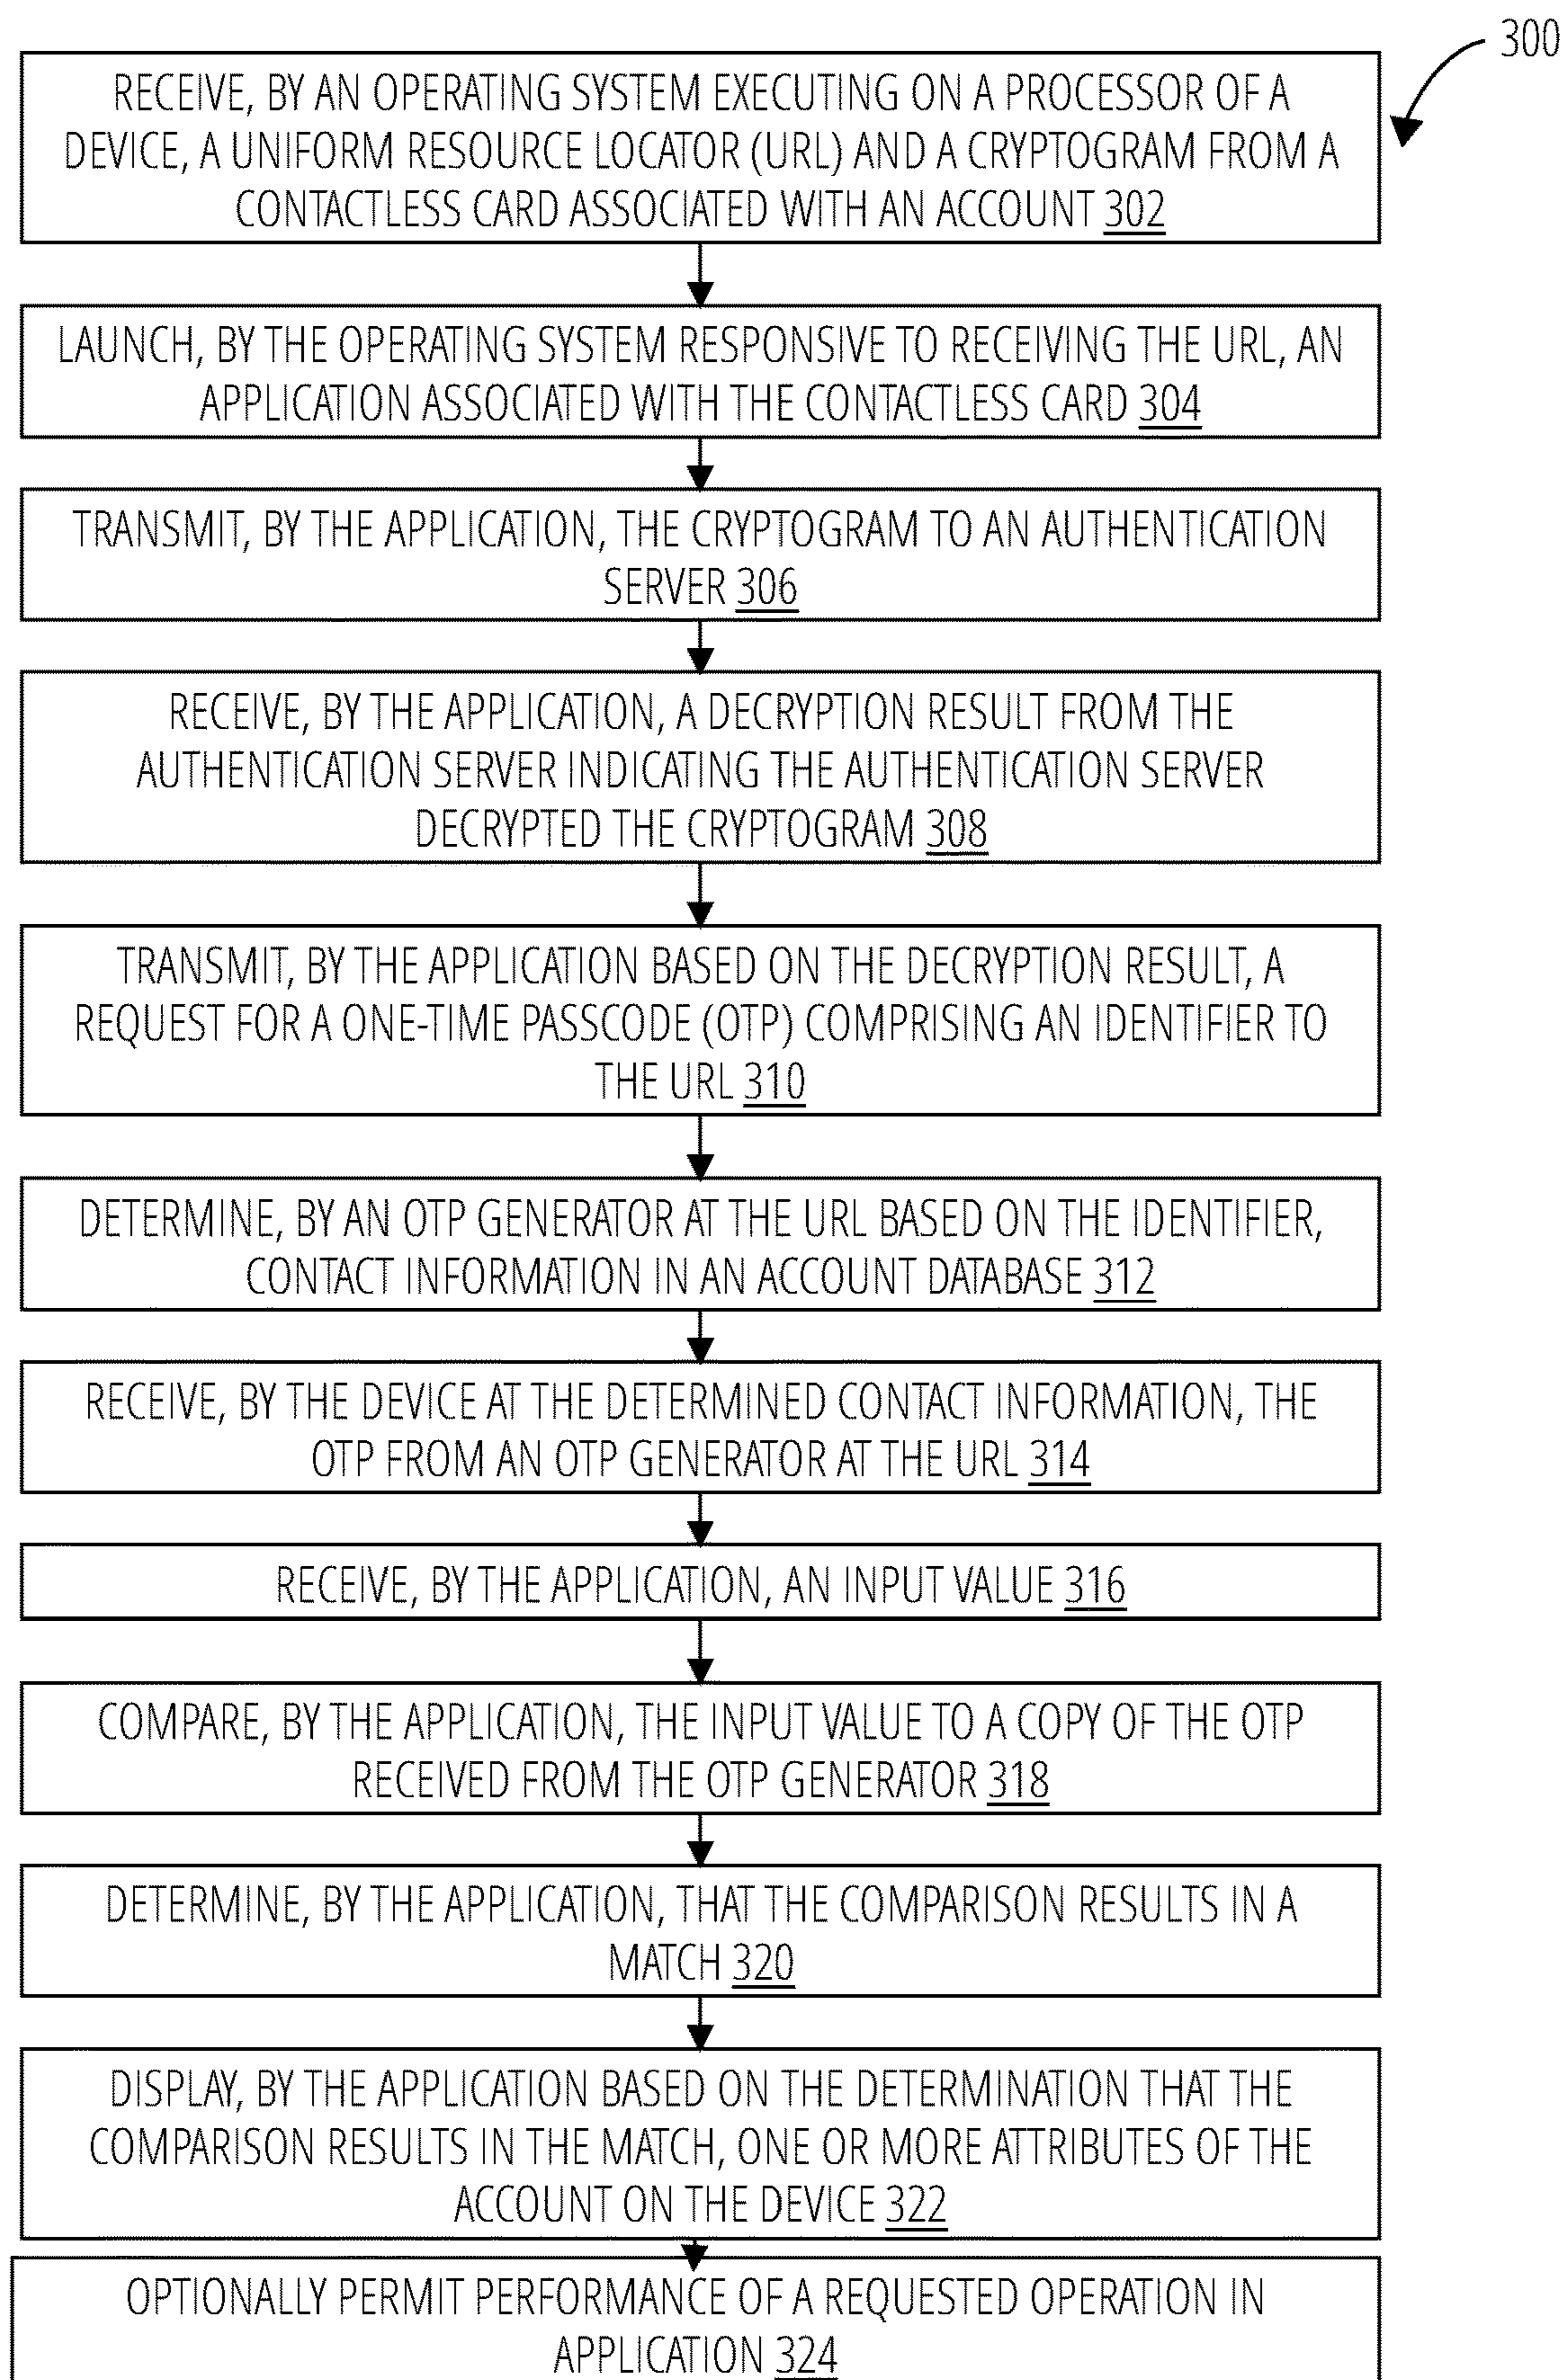 300
RECEIVE, BY AN OPERATING SYSTEM EXECUTING ON A PROCESSOR OF A
DEVICE, A UNIFORM RESOURCE LOCATOR (URL) AND A CRYPTOGRAM FROM A
CONTACTLESS CARD ASSOCIATED WITH AN ACCOUNT 302
LAUNCH, BY THE OPERATING SYSTEM RESPONSIVE TO RECEIVING THE URL, AN
APPLICATION ASSOCIATED WITH THE CONTACTLESS CARD 304
TRANSMIT, BY THE APPLICATION, THE CRYPTOGRAM TO AN AUTHENTICATION
SERVER 306
RECEIVE, BY THE APPLICATION, A DECRYPTION RESULT FROM THE
AUTHENTICATION SERVER INDICATING THE AUTHENTICATION SERVER
DECRYPTED THE CRYPTOGRAM 308
TRANSMIT, BY THE APPLICATION BASED ON THE DECRYPTION RESULT, A
REQUEST FOR A ONE-TIME PASSCODE (OTP) COMPRISING AN IDENTIFIER TO
THE URL 310
DETERMINE, BY AN OTP GENERATOR AT THE URL BASED ON THE IDENTIFIER,
CONTACT INFORMATION IN AN ACCOUNT DATABASE 312
RECEIVE, BY THE DEVICE AT THE DETERMINED CONTACT INFORMATION, THE
OTP FROM AN OTP GENERATOR AT THE URL 314
RECEIVE, BY THE APPLICATION, AN INPUT VALUE 316
COMPARE, BY THE APPLICATION, THE INPUT VALUE TO A COPY OF THE OTP
RECEIVED FROM THE OTP GENERATOR 318
DETERMINE, BY THE APPLICATION, THAT THE COMPARISON RESULTS IN A
MATCH 320
DISPLAY, BY THE APPLICATION BASED ON THE DETERMINATION THAT THE
COMPARISON RESULTS IN THE MATCH, ONE OR MORE ATTRIBUTES OF THE
ACCOUNT ON THE DEVICE 322
OPTIONALLY PERMIT PERFORMANCE OF A REQUESTED OPERATION IN
APPLICATION 324